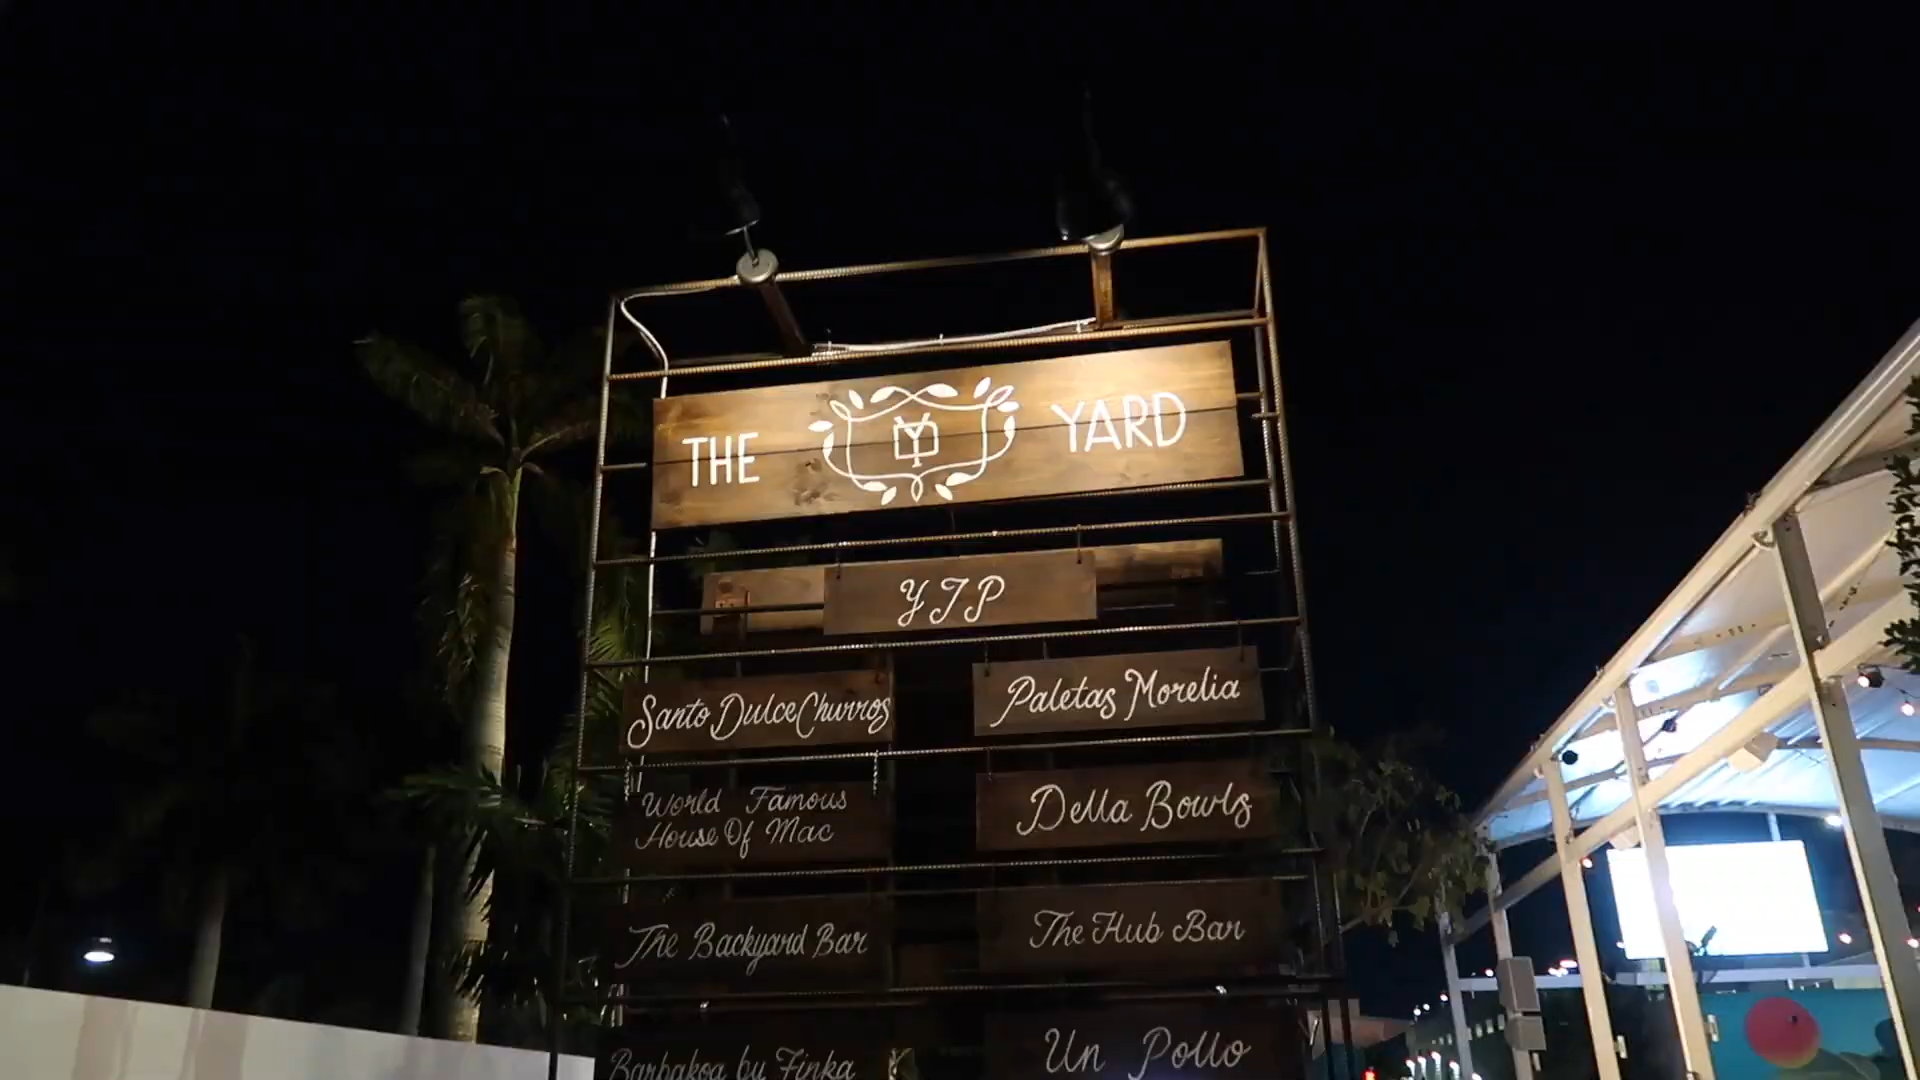 THE YARD
YTP
Santo Dulce Churros
Paletas Morelia
World Famous
House Of Mac
Della Bowls
The Backyard Bar
The Hub Bar
Barbakoa by Finka
Un Pollo